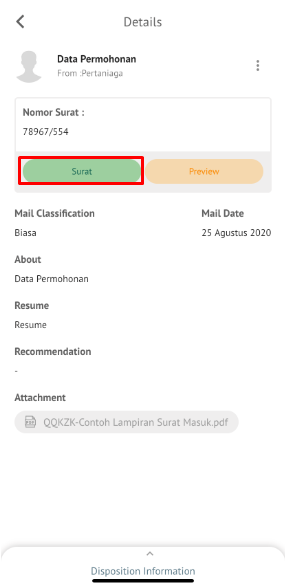 Details
Data Permohonan
From :Pertaniaga
Nomor Surat :
78967/554
Surat Preview
Mail Classification Mail Date
Biasa 25 Agustus 2020
About
Data Permohonan
Resume
Resume
Recommendation
-
Attachment
QQKZK-Contoh Lampiran Surat Masuk.pdf
Disposition Information